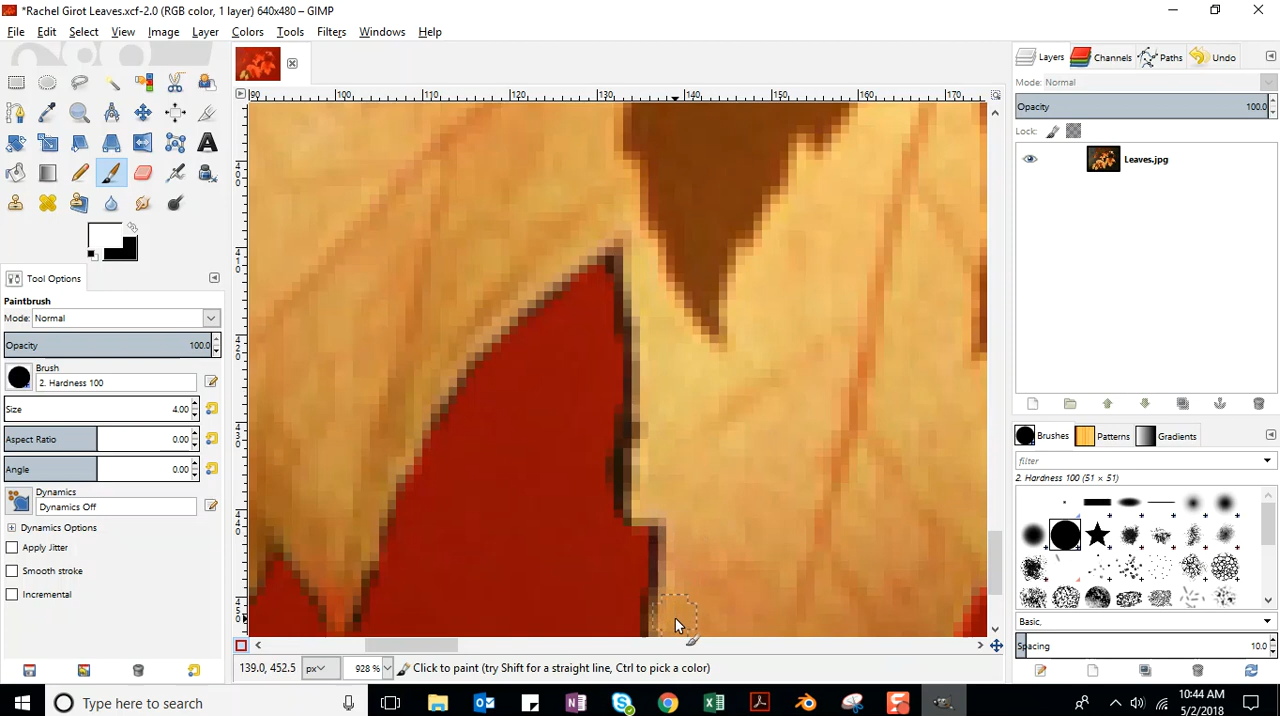 *Rachel Girot Leaves.xcf-2.0 (RGB color, 1 layer) 640x480 – GIMP
File Edit Select View Image Layer Colors Tools Filters Windows Help
Layers Channels Paths Undo
Mode: Normal
Opacity 100.0
Lock:
Leaves.jpg
90 100 110 120 130 140 150 160 170
400
410
420
430
440
450
Tool Options
Paintbrush
Mode: Normal
Opacity 100.0
Brush
2. Hardness 100
Size 4.00
Aspect Ratio 0.00
Angle 0.00
Dynamics
Dynamics Off
Dynamics Options
Apply Jitter
Smooth stroke
Incremental
Brushes Patterns Gradients
filter
2. Hardness 100 (51 × 51)
Basic,
Spacing 10.0
139.0, 452.5 px 928 % Click to paint (try Shift for a straight line, Ctrl to pick a color)
Type here to search
10:44 AM
5/2/2018